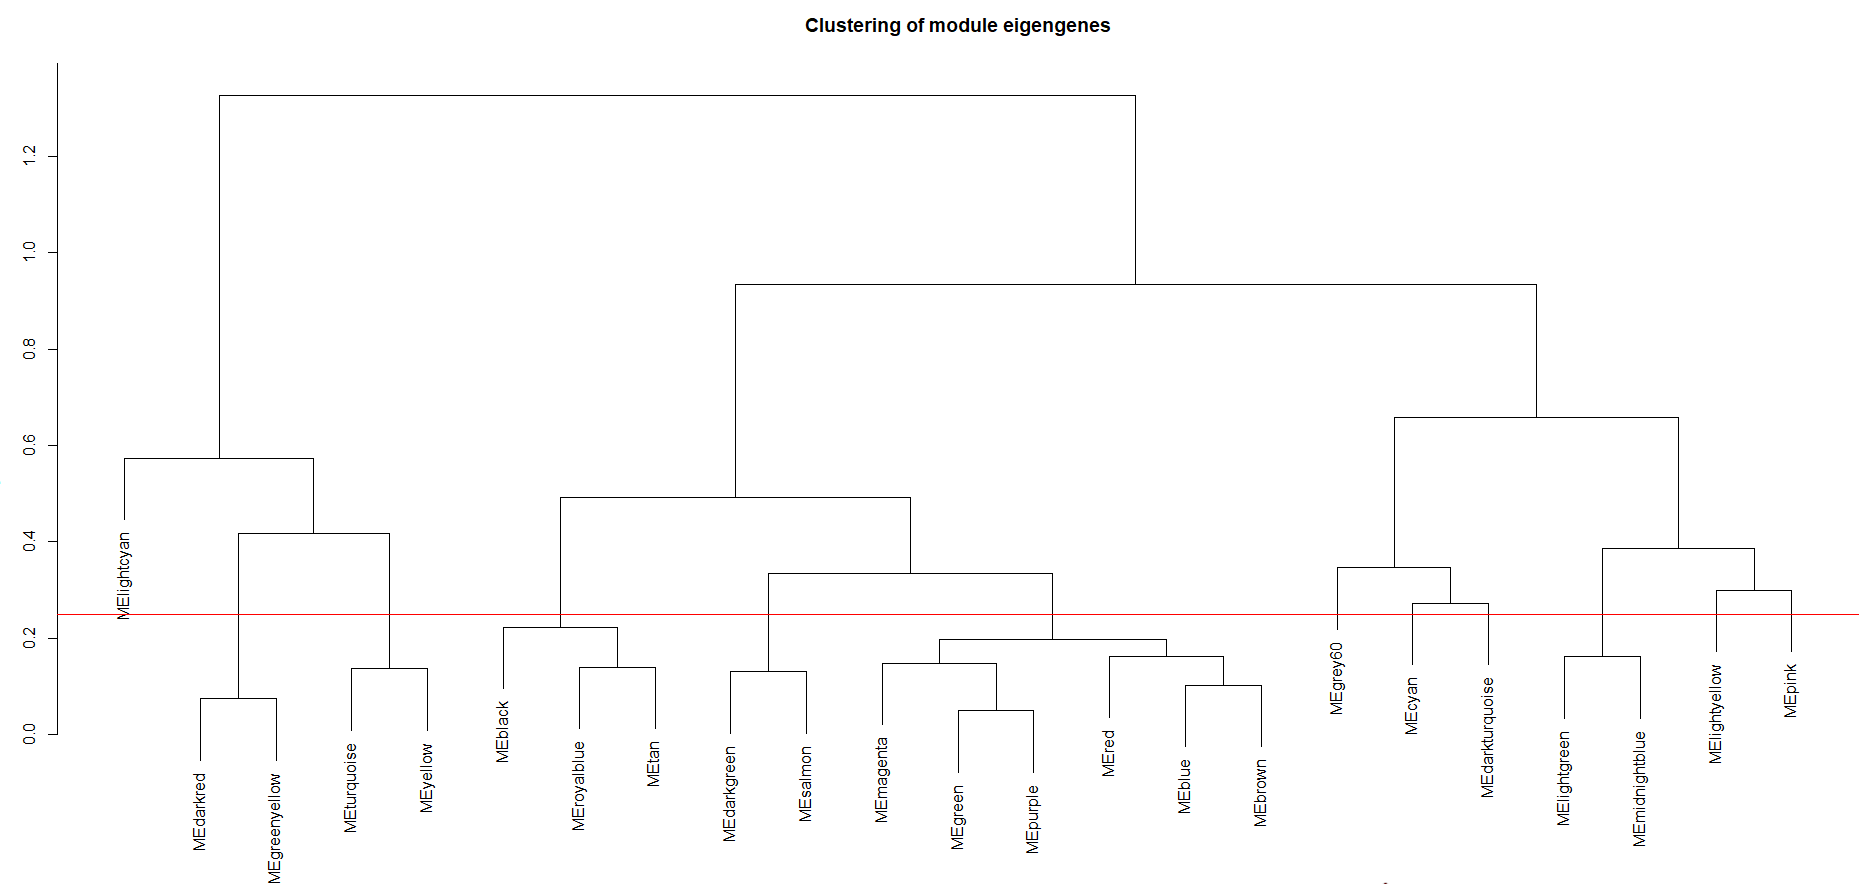 Clustering of module eigengenes
1.2
1.0
0.8
0.6
0.4
0.2
0.0
MElightcyan
MEdarkred
MEgreenyellow
MEturquoise
MEyellow
MEblack
MEroyalblue
MEtan
MEdarkgreen
MEsalmon
MEmagenta
MEgreen
MEpurple
MEred
MEblue
MEbrown
MEgrey60
MEcyan
MEdarkturquoise
MElightgreen
MEmidnightblue
MElightyellow
MEpink